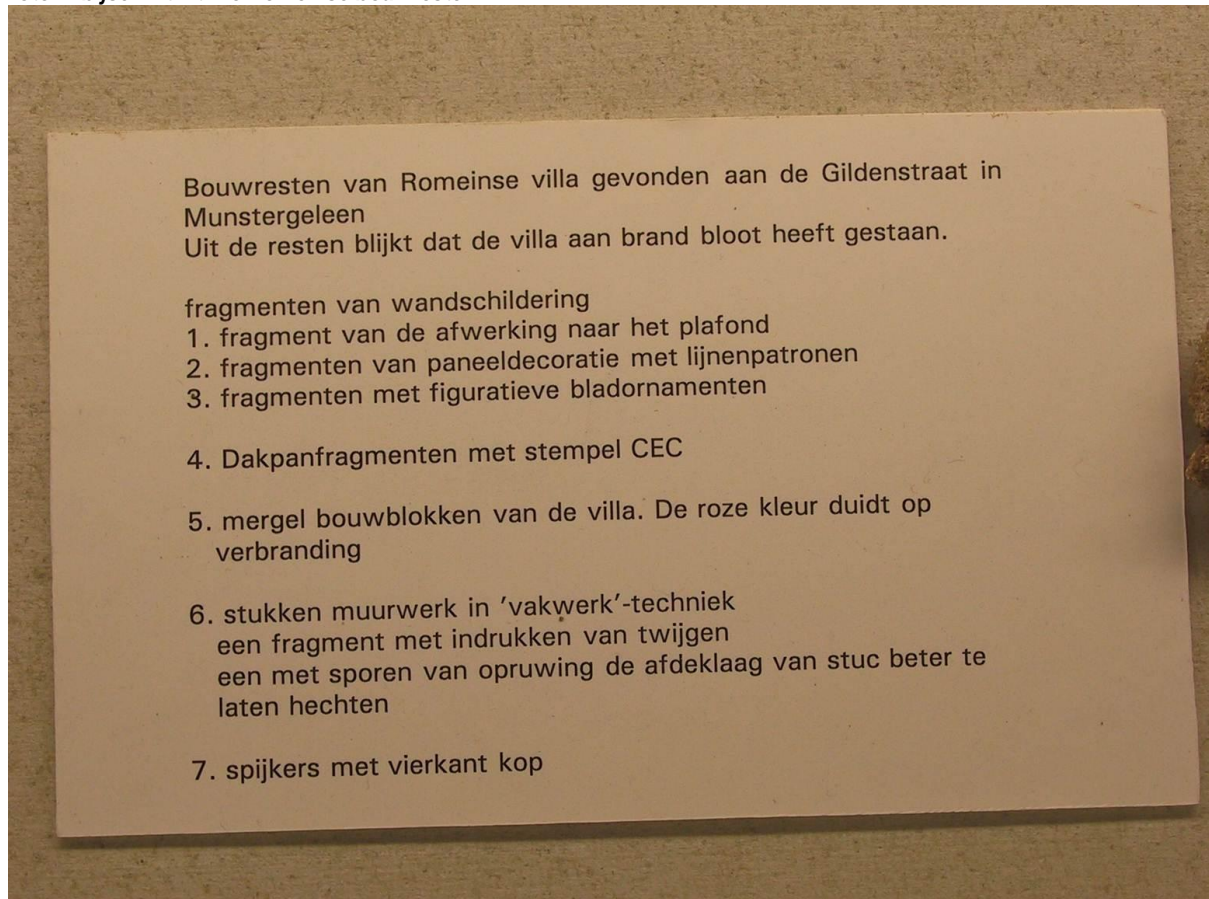 Bouwresten van Romeinse villa gevonden aan de Gildenstraat in
Munstergeleen
Uit de resten blijkt dat de villa aan brand bloot heeft gestaan.
fragmenten van wandschildering
1. fragment van de afwerking naar het plafond
2. fragmenten van paneeldecoratie met lijnenpatronen
3. fragmenten met figuratieve bladornamenten
4. Dakpanfragmenten met stempel CEC
5. mergel bouwblokken van de villa. De roze kleur duidt op
verbranding
6. stukken muurwerk in 'vakwerk'-techniek
een fragment met indrukken van twijgen
een met sporen van opruwing de afdeklaag van stuc beter te
laten hechten
7. spijkers met vierkant kop